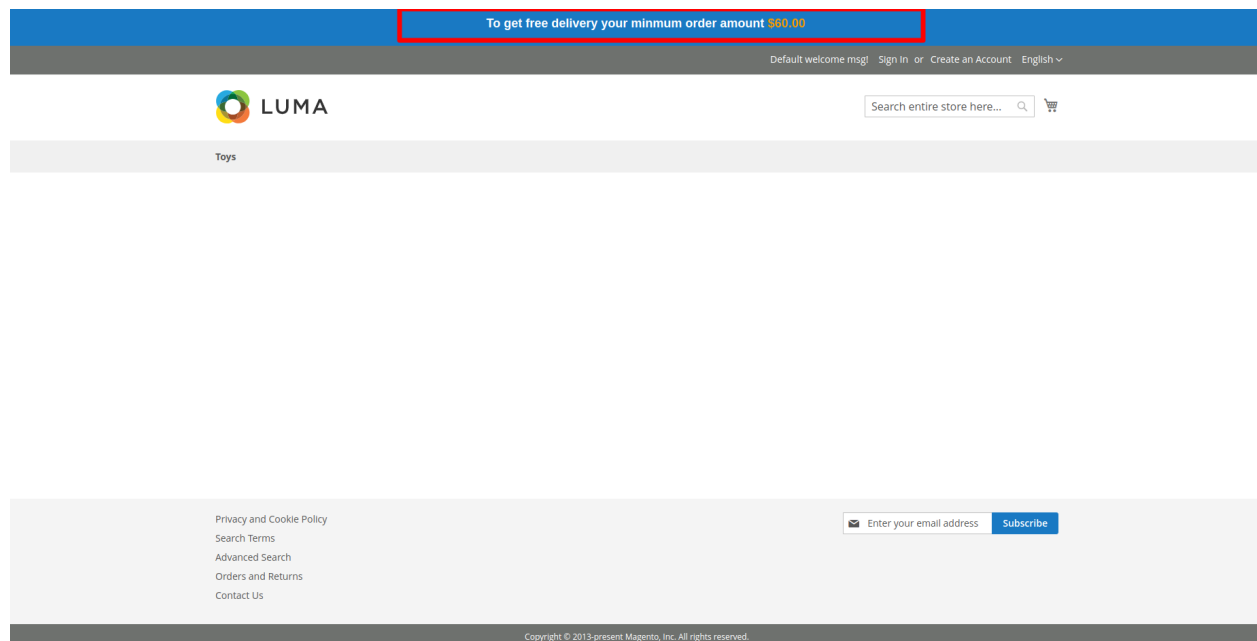 To get free delivery your minmum order amount $60.00
Default welcome msg! Sign In or Create an Account English
LUMA
Search entire store here...
Toys
Privacy and Cookie Policy
Enter your email address Subscribe
Search Terms
Advanced Search
Orders and Returns
Contact Us
Copyright © 2013-present Magento, Inc. All rights reserved.